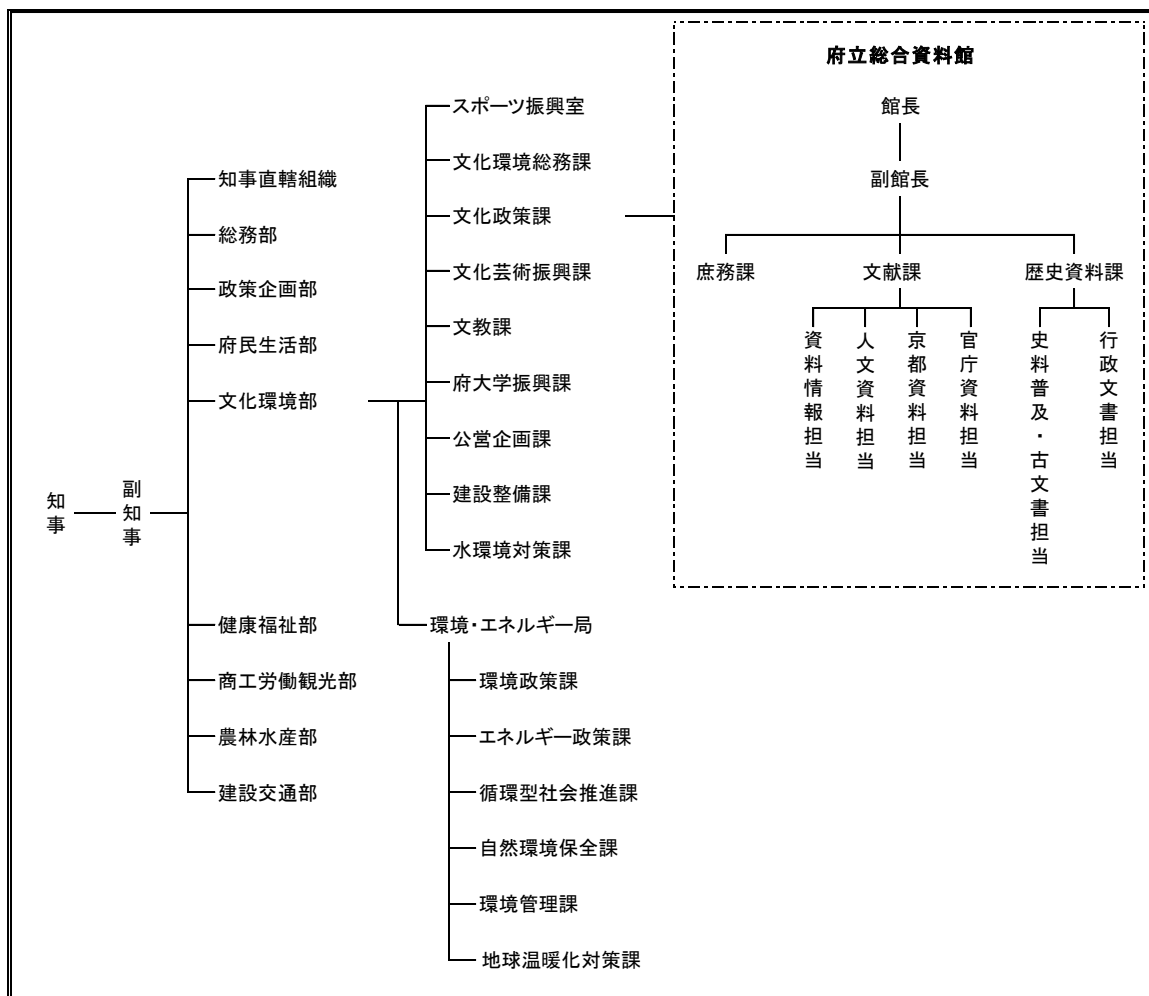 知事
副知事
知事直轄組織
総務部
政策企画部
府民生活部
文化環境部
健康福祉部
商工労働観光部
農林水産部
建設交通部
スポーツ振興室
文化環境総務課
文化政策課
文化芸術振興課
文教課
府大学振興課
公営企画課
建設整備課
水環境対策課
環境・エネルギー局
環境政策課
エネルギー政策課
循環型社会推進課
自然環境保全課
環境管理課
地球温暖化対策課
府立総合資料館
館長
副館長
庶務課
文献課
歴史資料課
資料情報担当
人文資料担当
京都資料担当
官庁資料担当
史料普及・古文書担当
行政文書担当